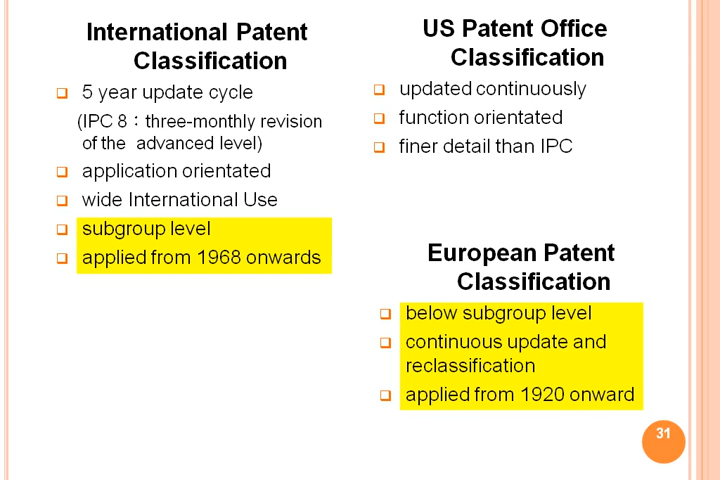 International Patent
Classification
5 year update cycle
(IPC 8：three-monthly revision
of the advanced level)
application orientated
wide International Use
subgroup level
applied from 1968 onwards
US Patent Office
Classification
updated continuously
function orientated
finer detail than IPC
European Patent
Classification
below subgroup level
continuous update and
reclassification
applied from 1920 onward
31